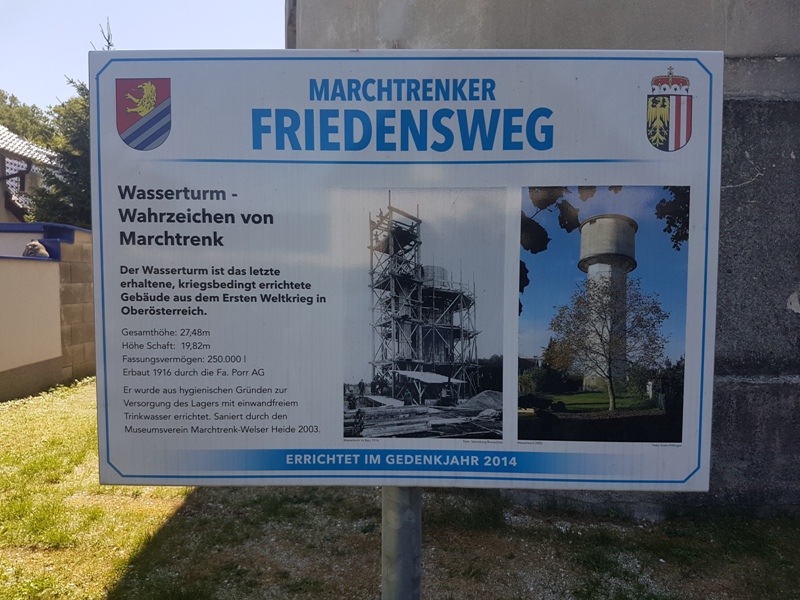 MARCHTRENKER
FRIEDENSWEG
Wasserturm -
Wahrzeichen von
Marchtrenk
Der Wasserturm ist das letzte
erhaltene, kriegsbedingt errichtete
Gebäude aus dem Ersten Weltkrieg in
Oberösterreich.
Gesamthöhe: 27,48m
Höhe Schaft: 19,82m
Fassungsvermögen: 250.000 l
Erbaut 1916 durch die Fa. Porr AG
Er wurde aus hygienischen Gründen zur
Versorgung des Lagers mit einwandfreiem
Trinkwasser errichtet. Saniert durch den
Museumsverein Marchtrenk-Welser Heide 2003.
ERRICHTET IM GEDENKJAHR 2014